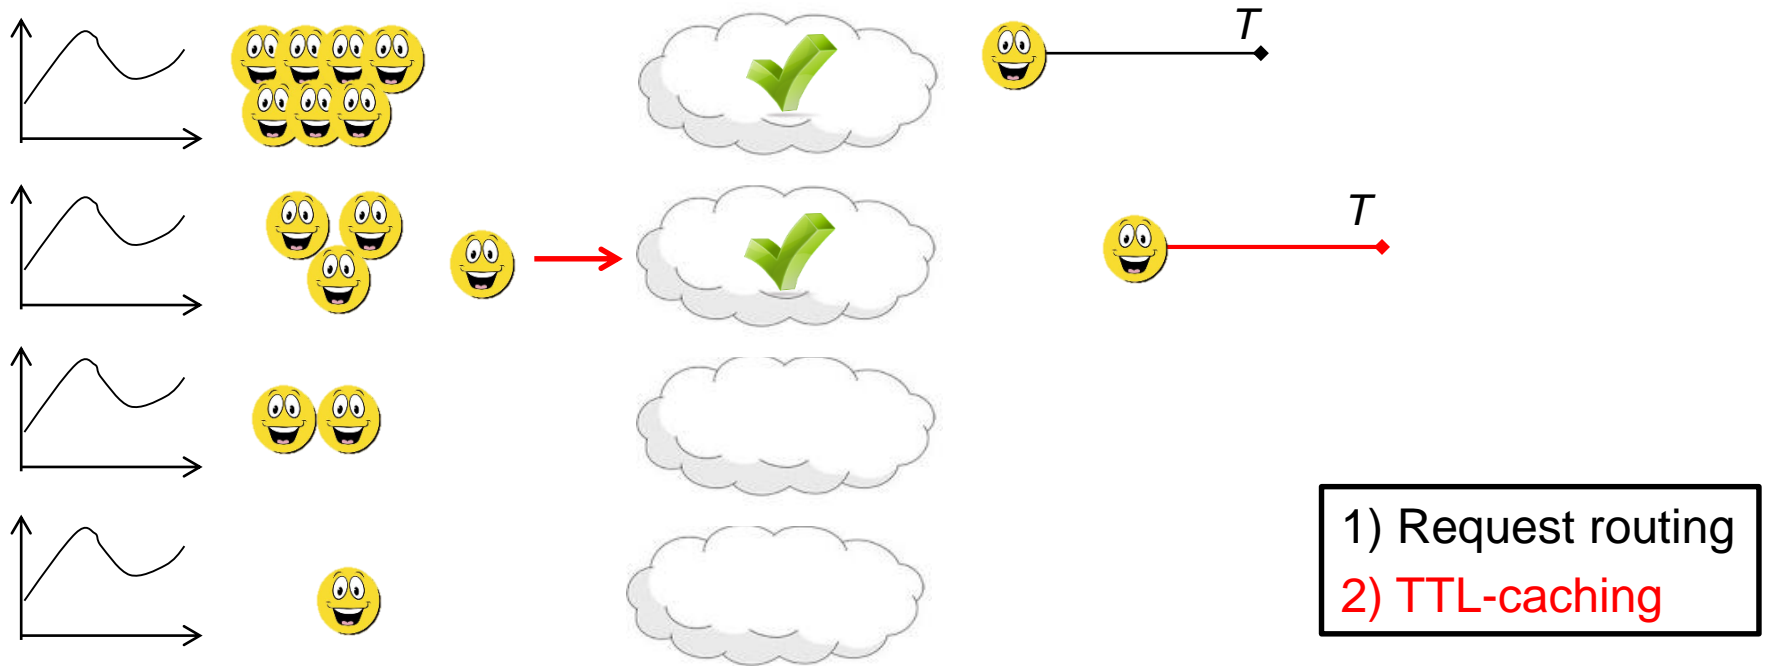 T
T
1) Request routing
2) TTL-caching